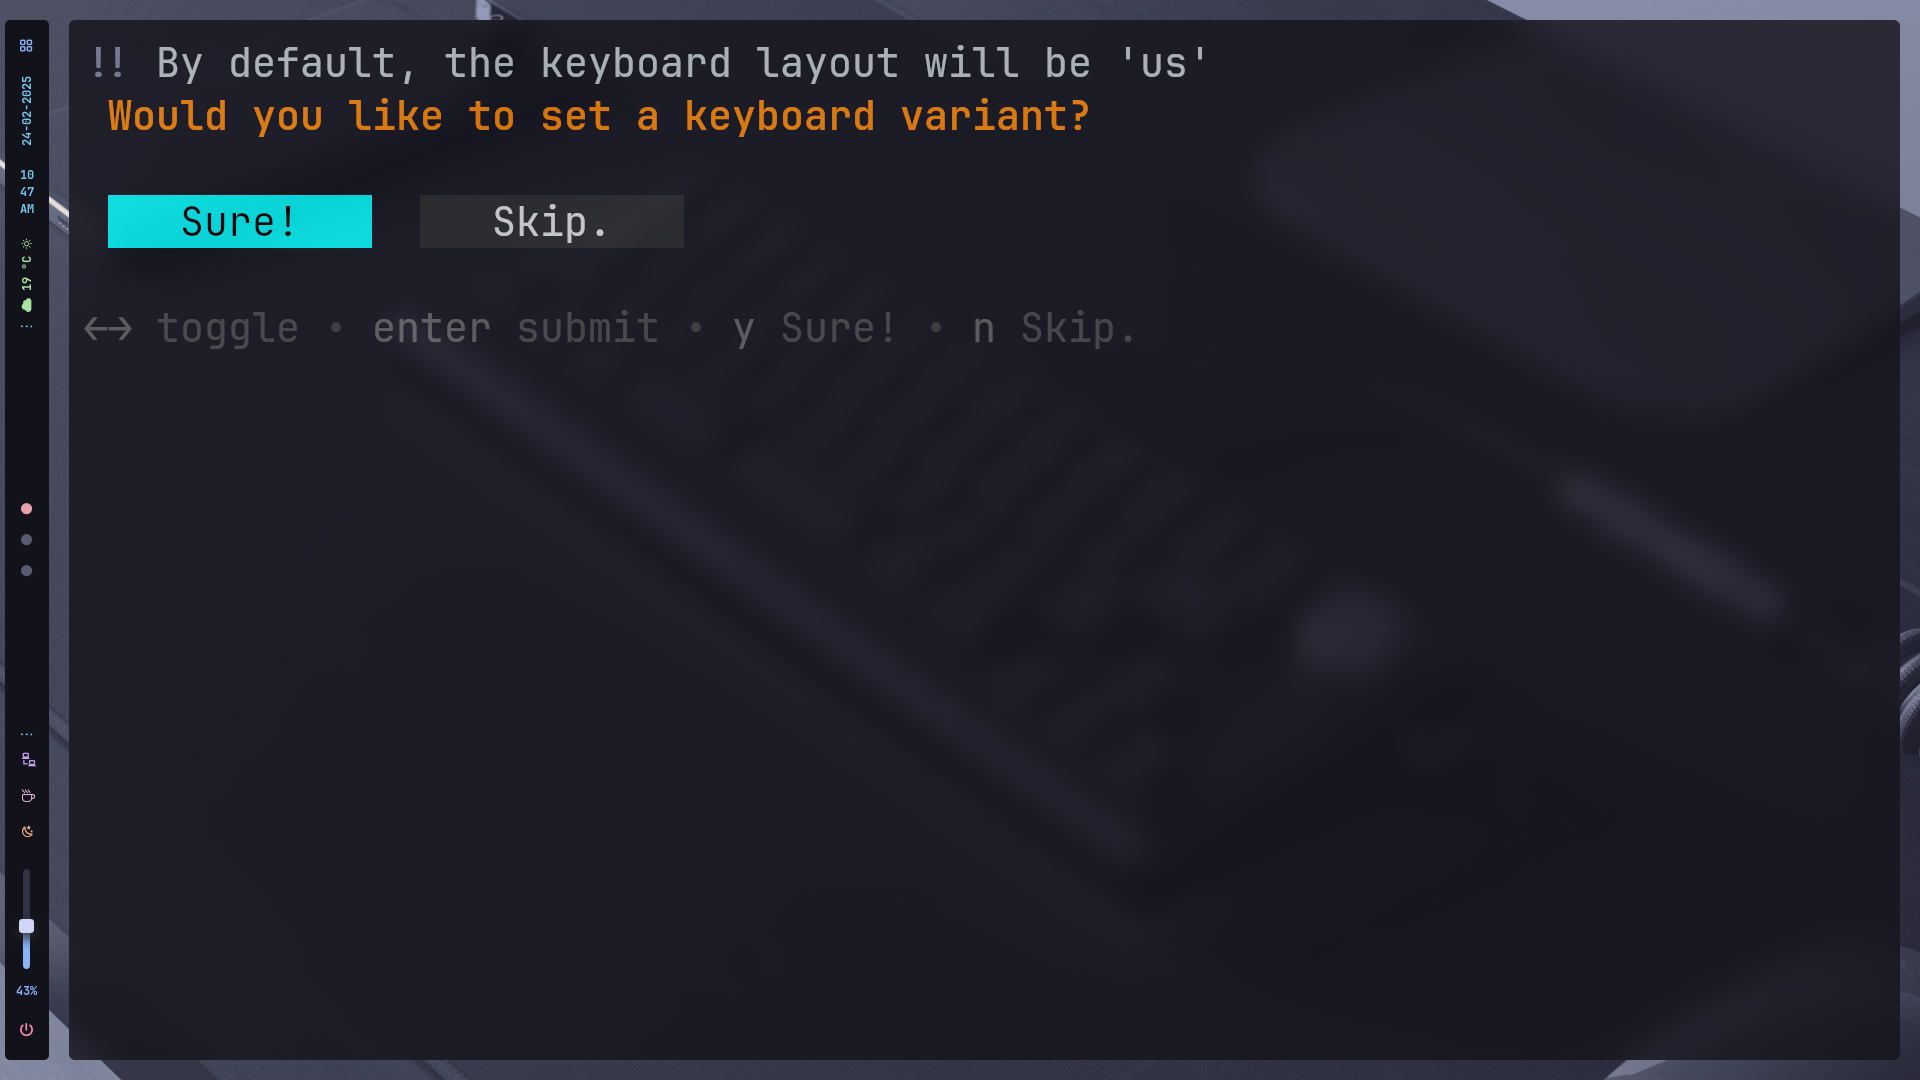 24-02-2025
10
47
AM
19 °C
43%
!! By default, the keyboard layout will be 'us'
Would you like to set a keyboard variant?
Sure! Skip.
←→ toggle • enter submit • y Sure! • n Skip.